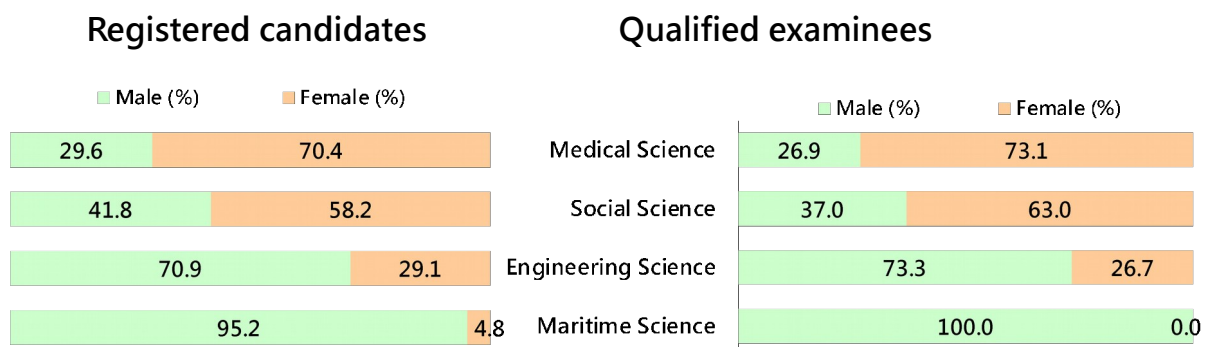 Registered candidates Qualified examinees
Male (%) Female (%) Male (%) Female (%)
29.6 70.4 Medical Science 26.9 73.1
41.8 58.2 Social Science 37.0 63.0
70.9 29.1 Engineering Science 73.3 26.7
95.2 4.8 Maritime Science 100.0 0.0